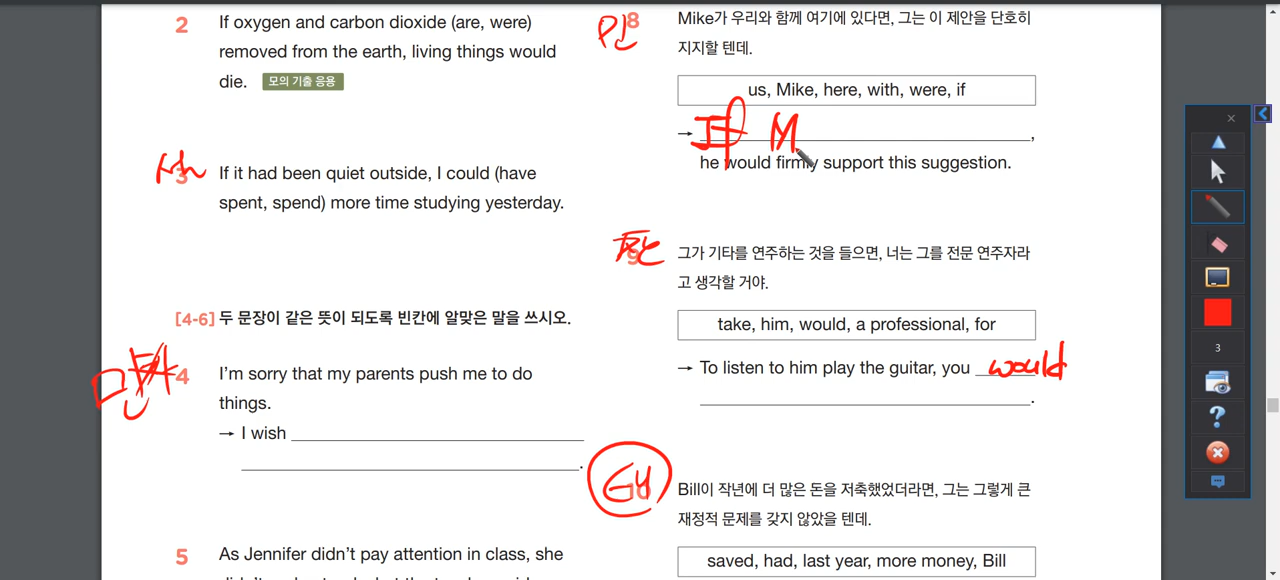 2
If oxygen and carbon dioxide (are, were)
removed from the earth, living things would
die. 모의 기출 응용
3
If it had been quiet outside, I could (have
spent, spend) more time studying yesterday.
[4-6] 두 문장이 같은 뜻이 되도록 빈칸에 알맞은 말을 쓰시오.
4
I'm sorry that my parents push me to do
things.
→ I wish
.
5
As Jennifer didn't pay attention in class, she
8
Mike가 우리와 함께 여기에 있다면, 그는 이 제안을 단호히
지지할 텐데.
us, Mike, here, with, were, if
→ If M ,
he would firmly support this suggestion.
9
그가 기타를 연주하는 것을 들으면, 너는 그를 전문 연주자라
고 생각할 거야.
take, him, would, a professional, for
→ To listen to him play the guitar, you would
.
10
Bill이 작년에 더 많은 돈을 저축했었더라면, 그는 그렇게 큰
재정적 문제를 갖지 않았을 텐데.
saved, had, last year, more money, Bill
3